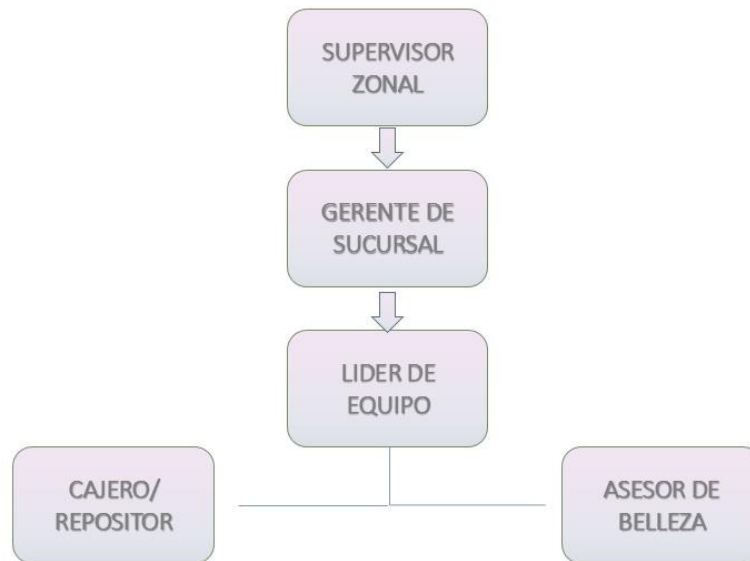 SUPERVISOR
ZONAL
GERENTE DE
SUCURSAL
LIDER DE
EQUIPO
CAJERO/
REPOSITOR
ASESOR DE
BELLEZA